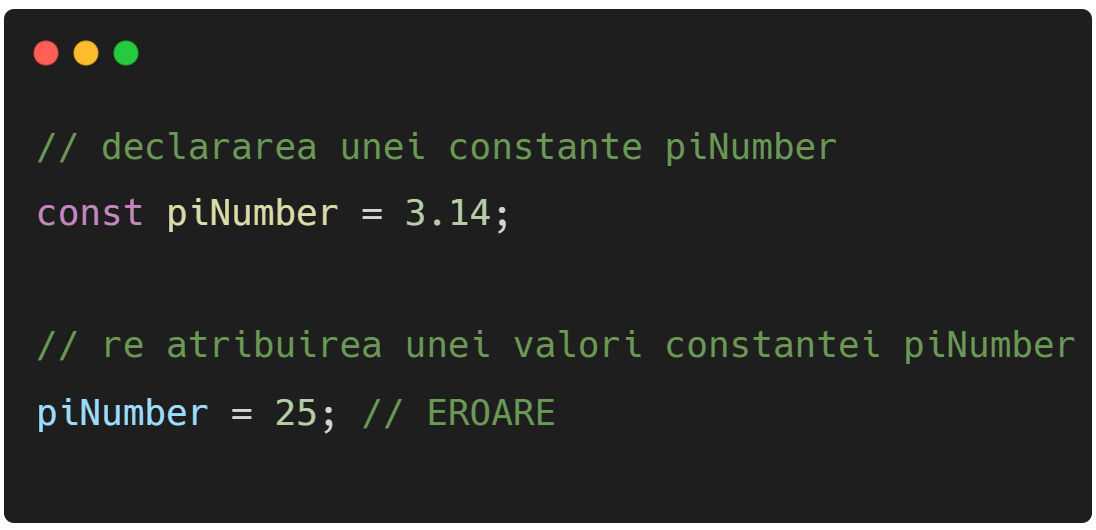 // declararea unei constante piNumber
const piNumber = 3.14;
// re atribuirea unei valori constantei piNumber
piNumber = 25; // EROARE